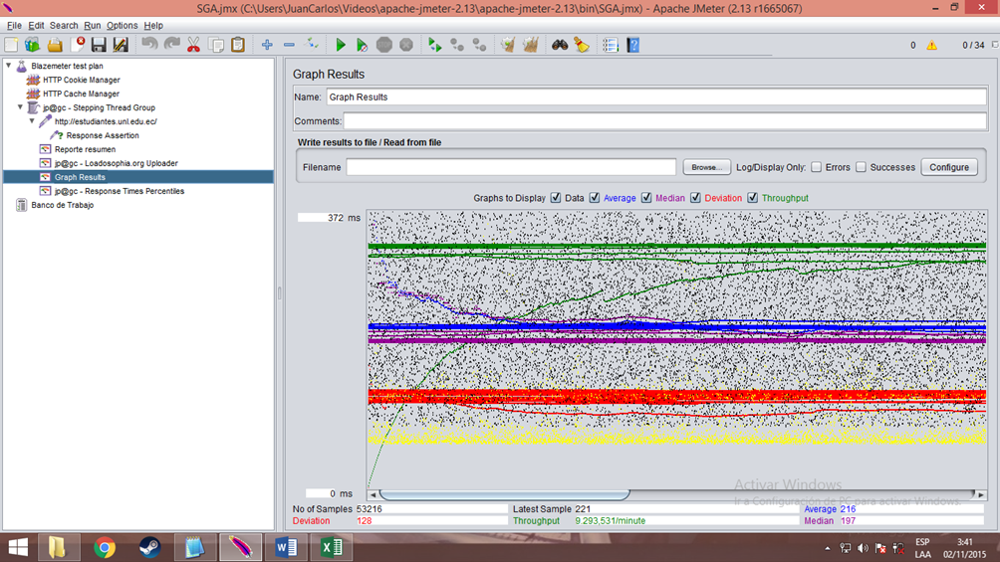 SGA.jmx (C:\Users\JuanCarlos\Videos\apache-jmeter-2.13\apache-jmeter-2.13\bin\SGA.jmx) - Apache JMeter (2.13 r1665067)
File Edit Search Run Options Help
0 0 / 34
Blazemeter test plan
HTTP Cookie Manager
HTTP Cache Manager
jp@gc - Stepping Thread Group
http://estudiantes.unl.edu.ec/
Response Assertion
Reporte resumen
jp@gc - Loadosophia.org Uploader
Graph Results
jp@gc - Response Times Percentiles
Banco de Trabajo
Graph Results
Name: Graph Results
Comments:
Write results to file / Read from file
Filename Browse... Log/Display Only: Errors Successes Configure
Graphs to Display Data Average Median Deviation Throughput
372 ms
0 ms
Activar Windows
Ir a Configuración de PC para activar Windows.
No of Samples 53216 Latest Sample 221 Average 216
Deviation 128 Throughput 9.293,531/minute Median 197
ESP 3:41
LAA 02/11/2015